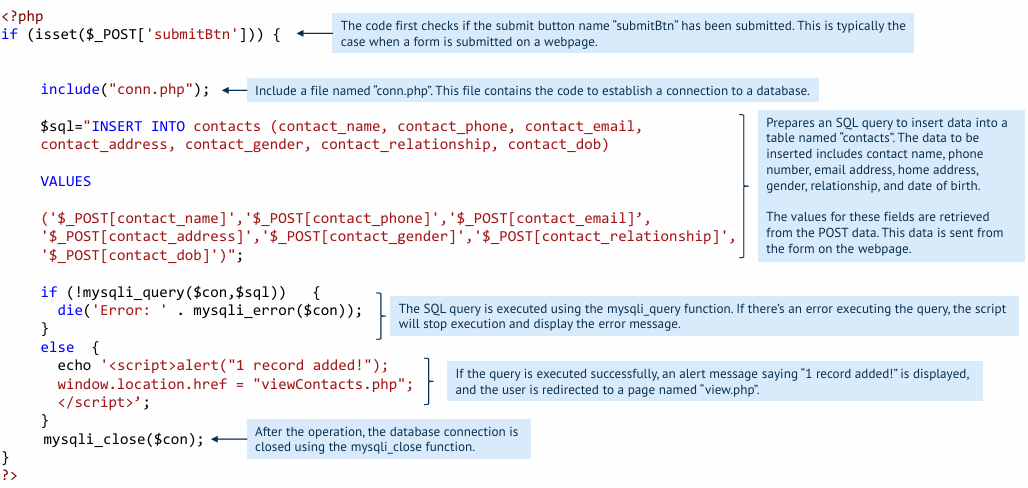 <?php
if (isset($_POST['submitBtn'])) {
The code first checks if the submit button name “submitBtn” has been submitted. This is typically the
case when a form is submitted on a webpage.
include("conn.php");
Include a file named “conn.php”. This file contains the code to establish a connection to a database.
$sql="INSERT INTO contacts (contact_name, contact_phone, contact_email,
contact_address, contact_gender, contact_relationship, contact_dob)
VALUES
('$_POST[contact_name]','$_POST[contact_phone]','$_POST[contact_email]’,
'$_POST[contact_address]','$_POST[contact_gender]','$_POST[contact_relationship]',
'$_POST[contact_dob]')";
Prepares an SQL query to insert data into a
table named “contacts”. The data to be
inserted includes contact name, phone
number, email address, home address,
gender, relationship, and date of birth.
The values for these fields are retrieved
from the POST data. This data is sent from
the form on the webpage.
if (!mysqli_query($con,$sql)) {
die('Error: ' . mysqli_error($con));
}
The SQL query is executed using the mysqli_query function. If there’s an error executing the query, the script
will stop execution and display the error message.
else {
echo '<script>alert("1 record added!");
window.location.href = "viewContacts.php";
</script>’;
}
If the query is executed successfully, an alert message saying “1 record added!” is displayed,
and the user is redirected to a page named “view.php”.
mysqli_close($con);
After the operation, the database connection is
closed using the mysqli_close function.
}
?>